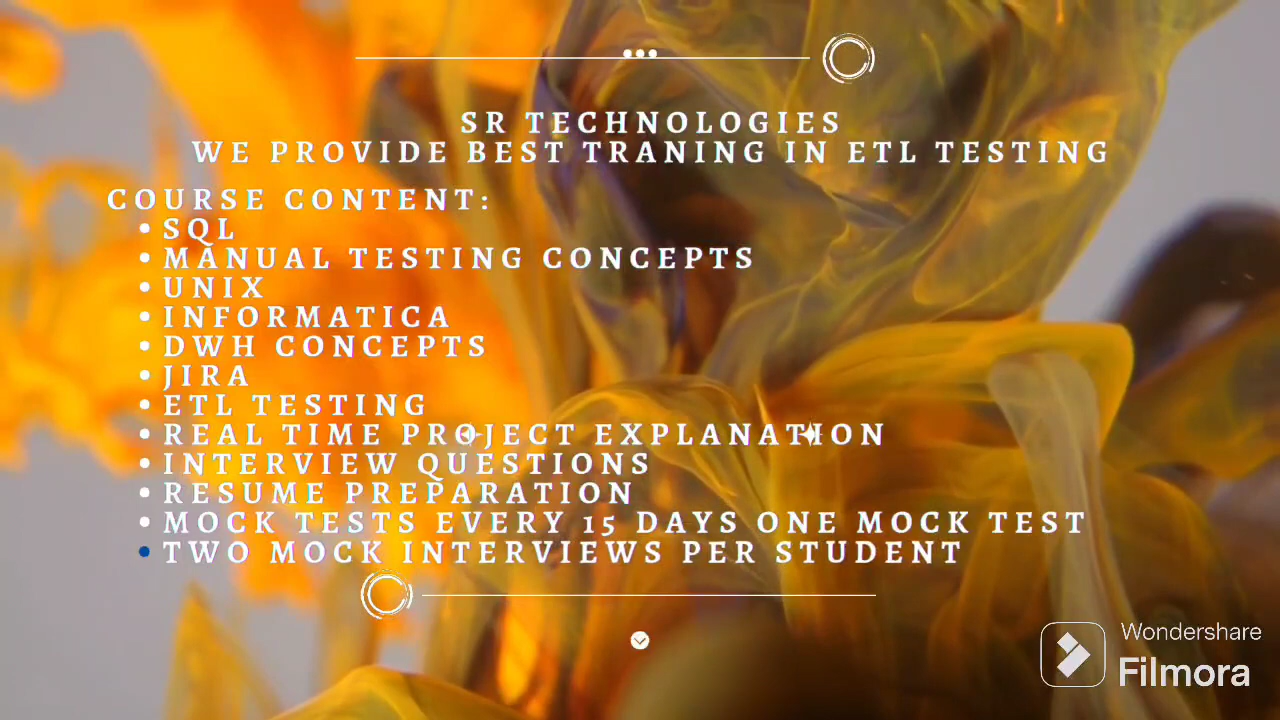 SR TECHNOLOGIES
WE PROVIDE BEST TRANING IN ETL TESTING
COURSE CONTENT:
• SQL
• MANUAL TESTING CONCEPTS
• UNIX
• INFORMATICA
• DWH CONCEPTS
• JIRA
• ETL TESTING
• REAL TIME PROJECT EXPLANATION
• INTERVIEW QUESTIONS
• RESUME PREPARATION
• MOCK TESTS EVERY 15 DAYS ONE MOCK TEST
• TWO MOCK INTERVIEWS PER STUDENT
Wondershare
Filmora